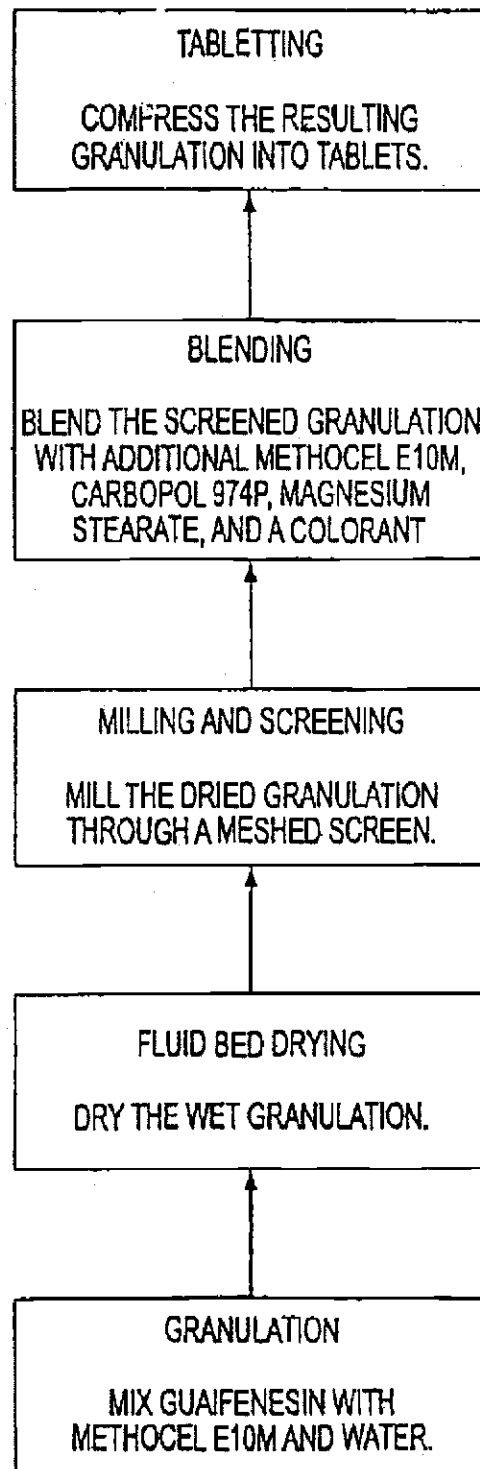 TABLETTING
COMPRESS THE RESULTING
GRANULATION INTO TABLETS.
BLENDING
BLEND THE SCREENED GRANULATION
WITH ADDITIONAL METHOCEL E10M,
CARBOPOL 974P, MAGNESIUM
STEARATE, AND A COLORANT
MILLING AND SCREENING
MILL THE DRIED GRANULATION
THROUGH A MESHED SCREEN.
FLUID BED DRYING
DRY THE WET GRANULATION.
GRANULATION
MIX GUAIFENESIN WITH
METHOCEL E10M AND WATER.